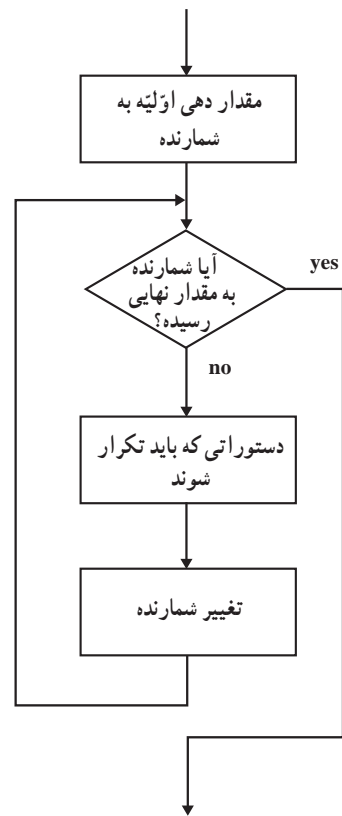 مقدار دهی اوّلیّه به
شمارنده
آیا شمارنده
به مقدار نهایی
رسیده؟
yes
no
دستوراتی که باید تکرار
شوند
تغییر شمارنده